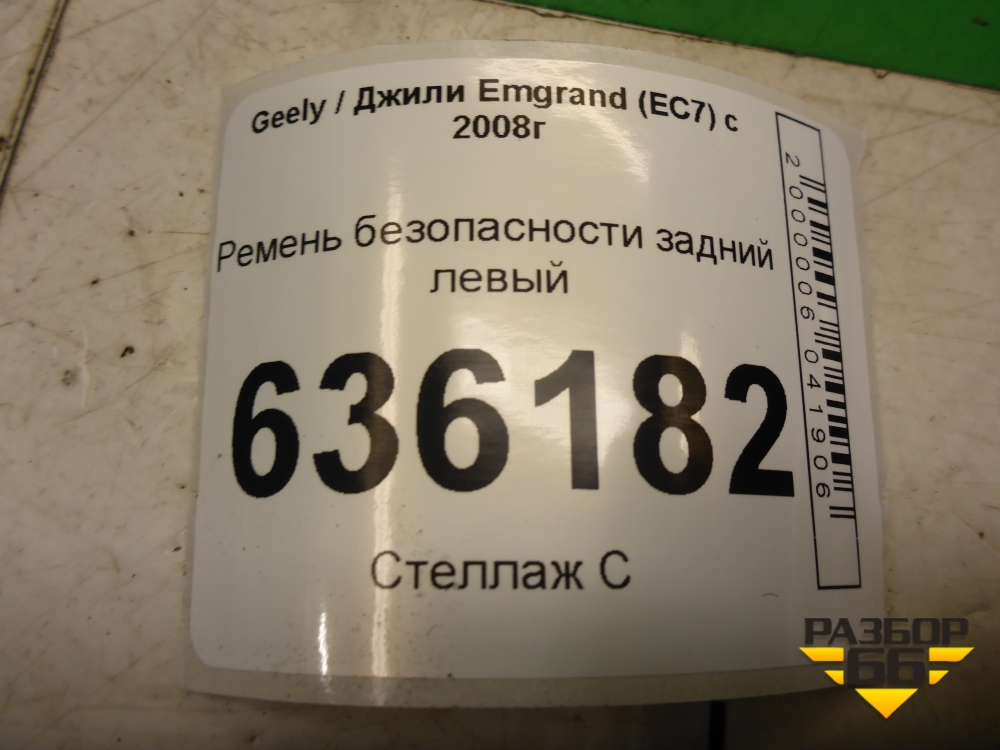 Geely / Джили Emgrand (EC7) с
2008г
Ремень безопасности задний
левый
636182
Стеллаж С
2000006041906
РАЗБОР
66